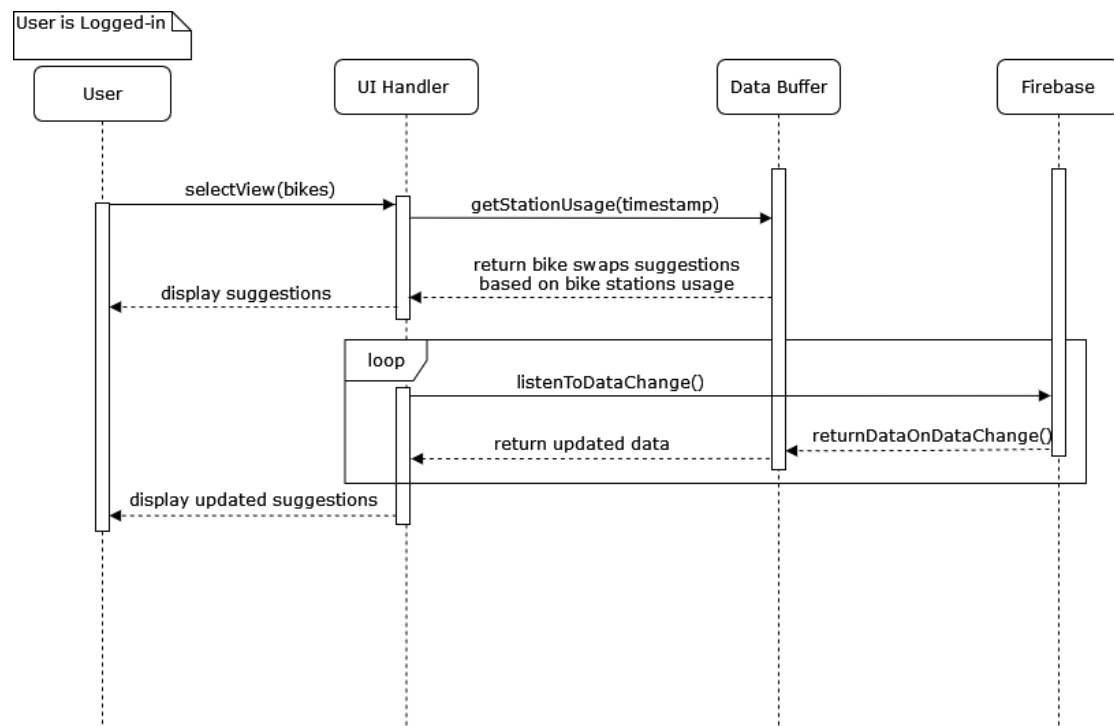 User is Logged-in
User
UI Handler
Data Buffer
Firebase
selectView(bikes)
getStationUsage(timestamp)
return bike swaps suggestions
based on bike stations usage
display suggestions
loop
listenToDataChange()
returnDataOnDataChange()
return updated data
display updated suggestions